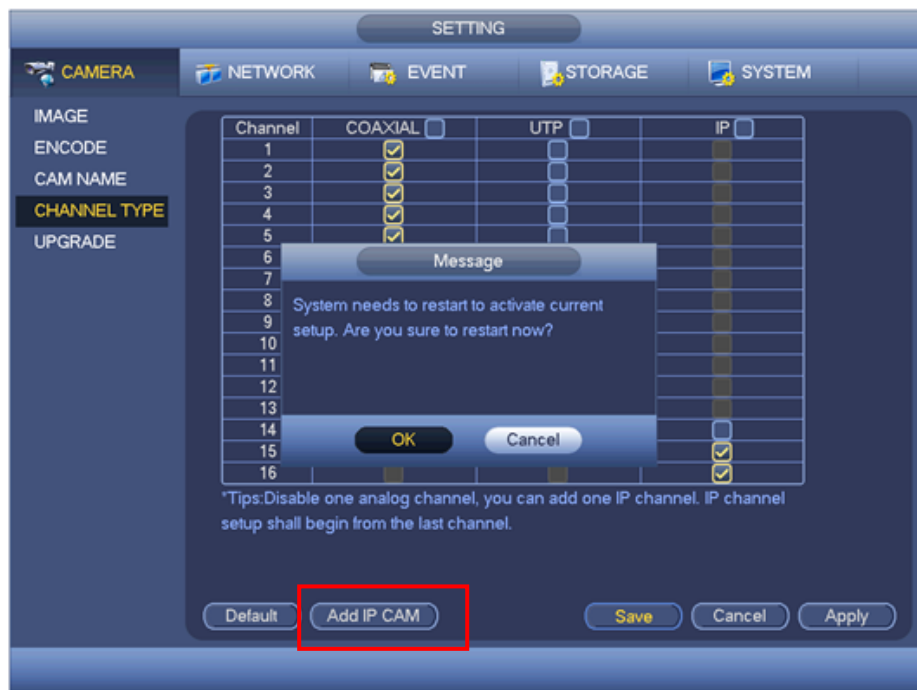 SETTING
CAMERA NETWORK EVENT STORAGE SYSTEM
IMAGE
ENCODE
CAM NAME
CHANNEL TYPE
UPGRADE
Channel COAXIAL UTP IP
1
2
3
4
5
6
7
8
9
10
11
12
13
14
15
16
Message
System needs to restart to activate current
setup. Are you sure to restart now?
OK Cancel
*Tips:Disable one analog channel, you can add one IP channel. IP channel
setup shall begin from the last channel.
Default Add IP CAM Save Cancel Apply